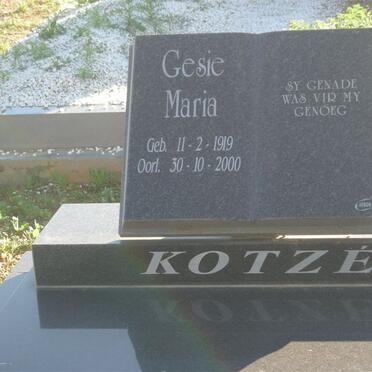 Gesie
Maria
Geb. 11-2-1919
Oorl. 30-10-2000
SY GENADE
WAS VIR MY
GENOEG
KOTZÉ